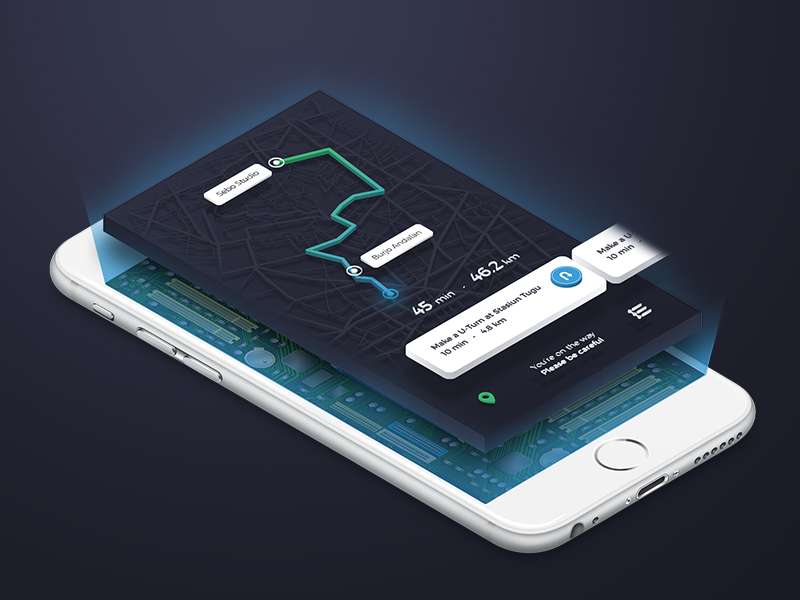 Sebo Studio
Burjo Andalan
45 min - 46.2 km
Make a U-Turn at Stasiun Tugu
10 min - 4,8 km
Make a U-
10 min -
You're on the way
Please be careful